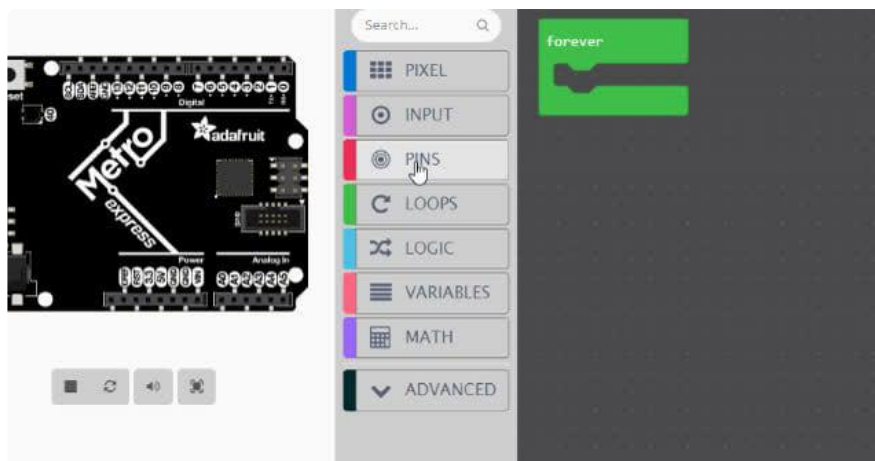 Search...
PIXEL
INPUT
PINS
LOOPS
LOGIC
VARIABLES
MATH
ADVANCED
forever
Digital
adafruit
Metro
express
Power
Analog In